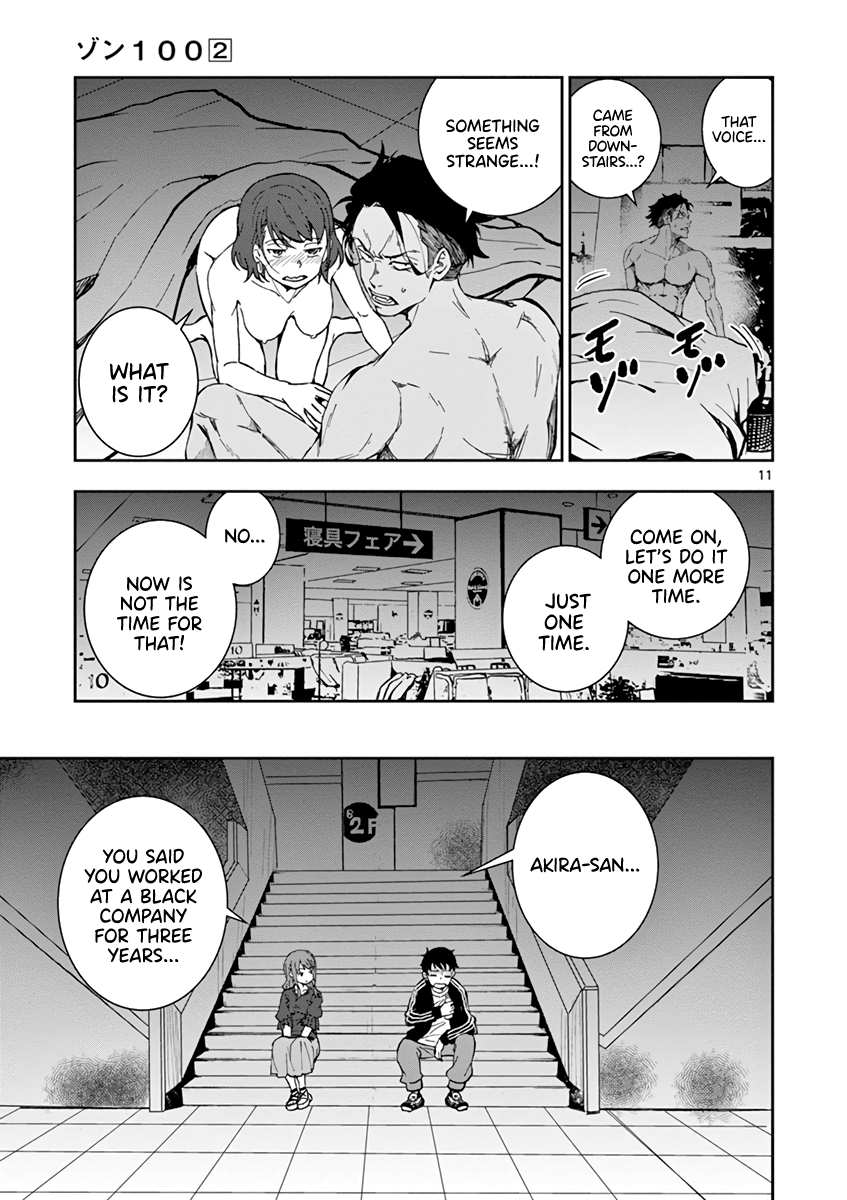 ゾン100 2
THAT
VOICE...
CAME
FROM
DOWN-
STAIRS...?
モゾ
モゾ
SOMETHING
SEEMS
STRANGE...!
WHAT
IS IT?
11
COME ON,
LET'S DO IT
ONE MORE
TIME.
JUST
ONE
TIME.
寝具フェア→
NO...
NOW IS
NOT THE
TIME FOR
THAT!
10
10
AKIRA-SAN...
2F
YOU SAID
YOU WORKED
AT A BLACK
COMPANY
FOR THREE
YEARS...